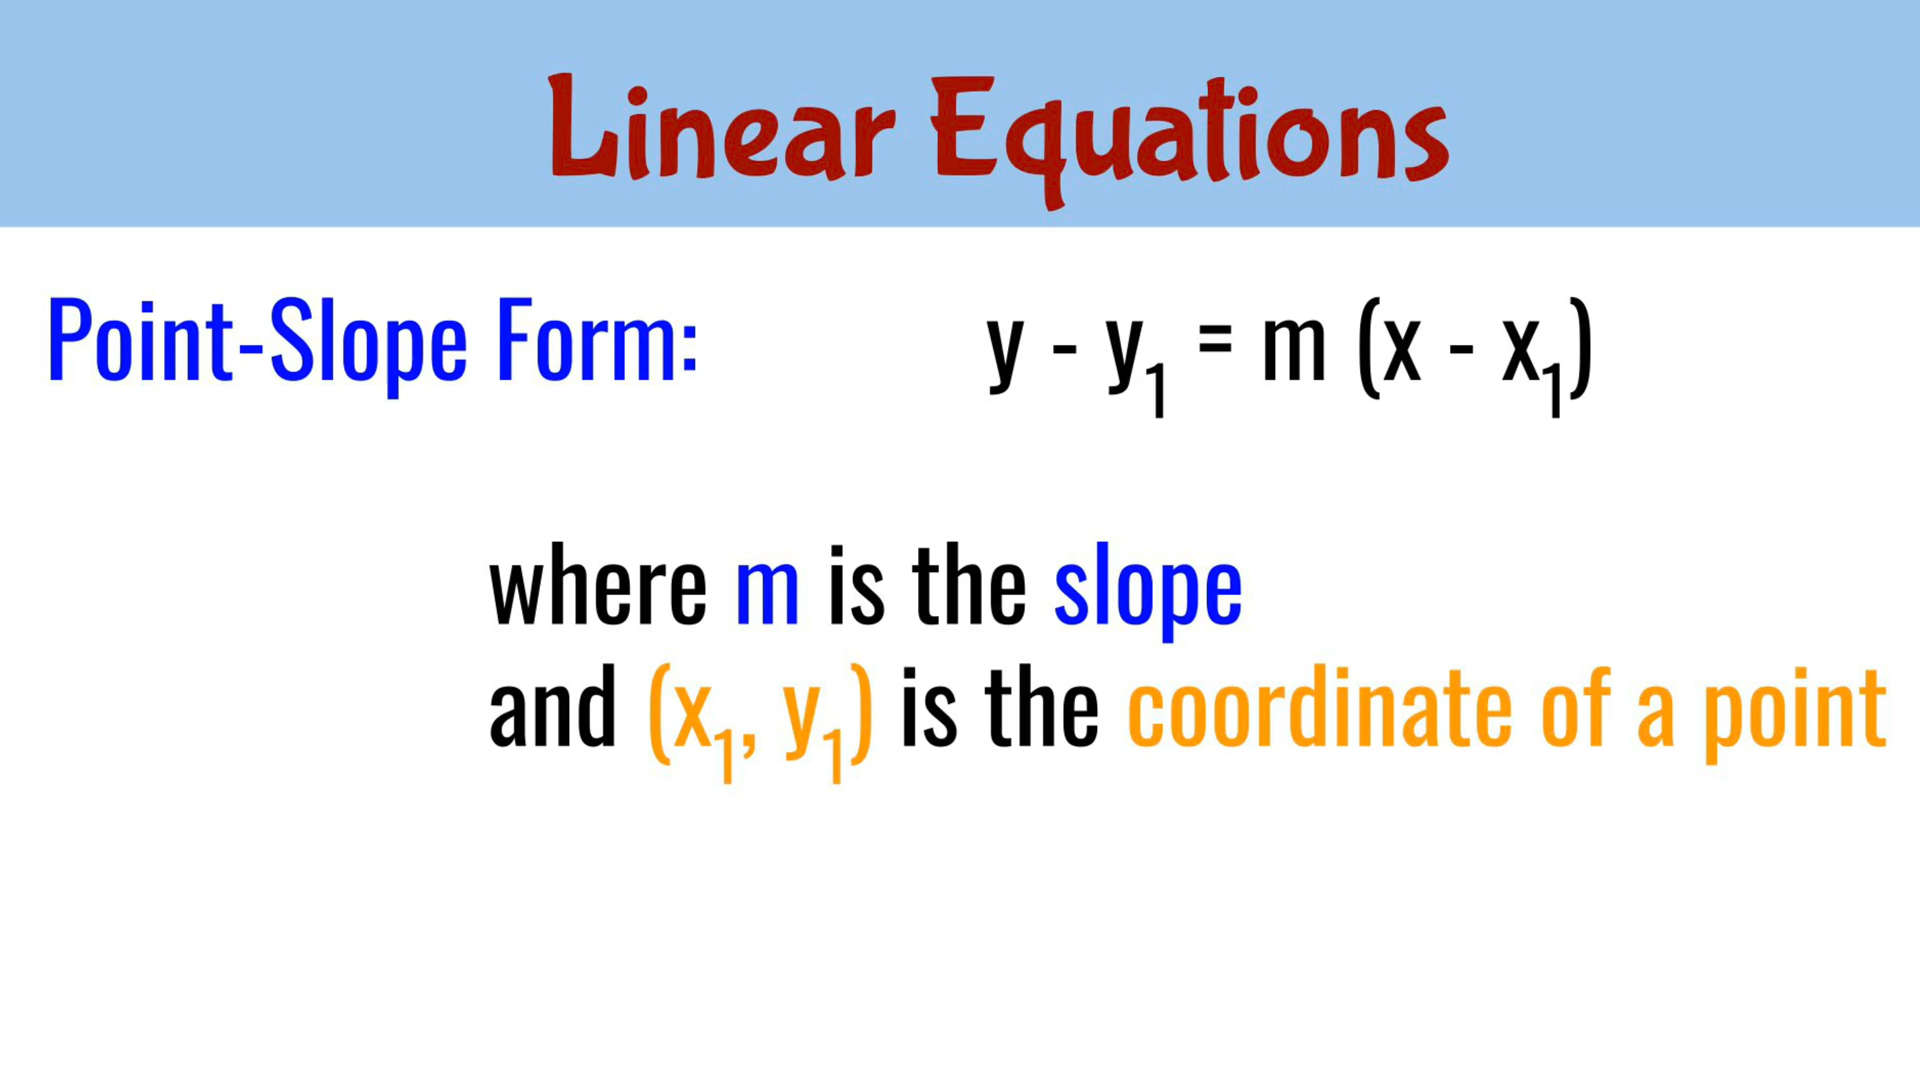 Linear Equations
Point-Slope Form: y - y₁ = m (x - x₁)
where m is the slope
and (x₁, y₁) is the coordinate of a point